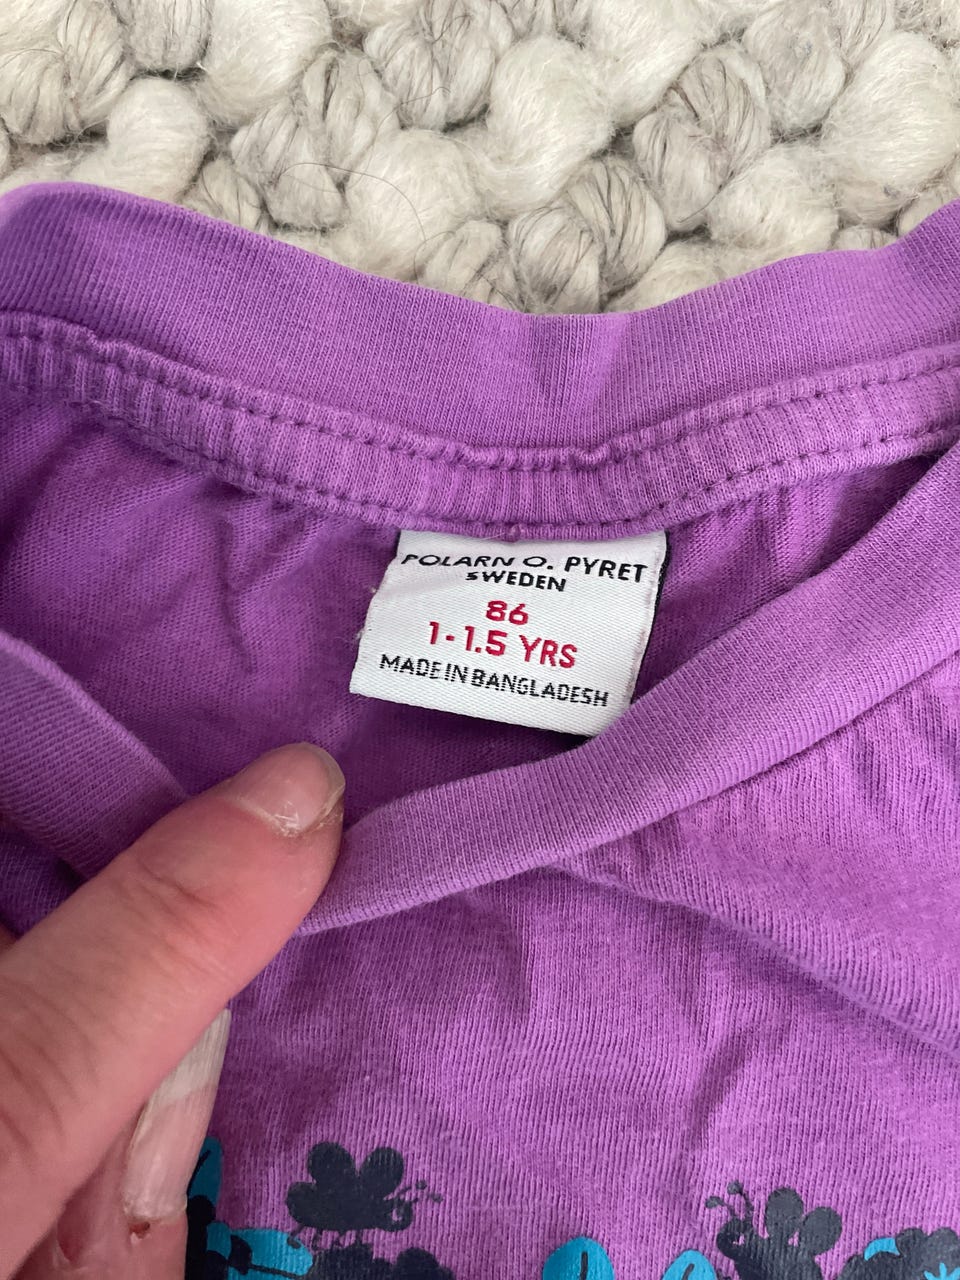 POLARN O. PYRET
SWEDEN
86
1-1.5 YRS
MADE IN BANGLADESH